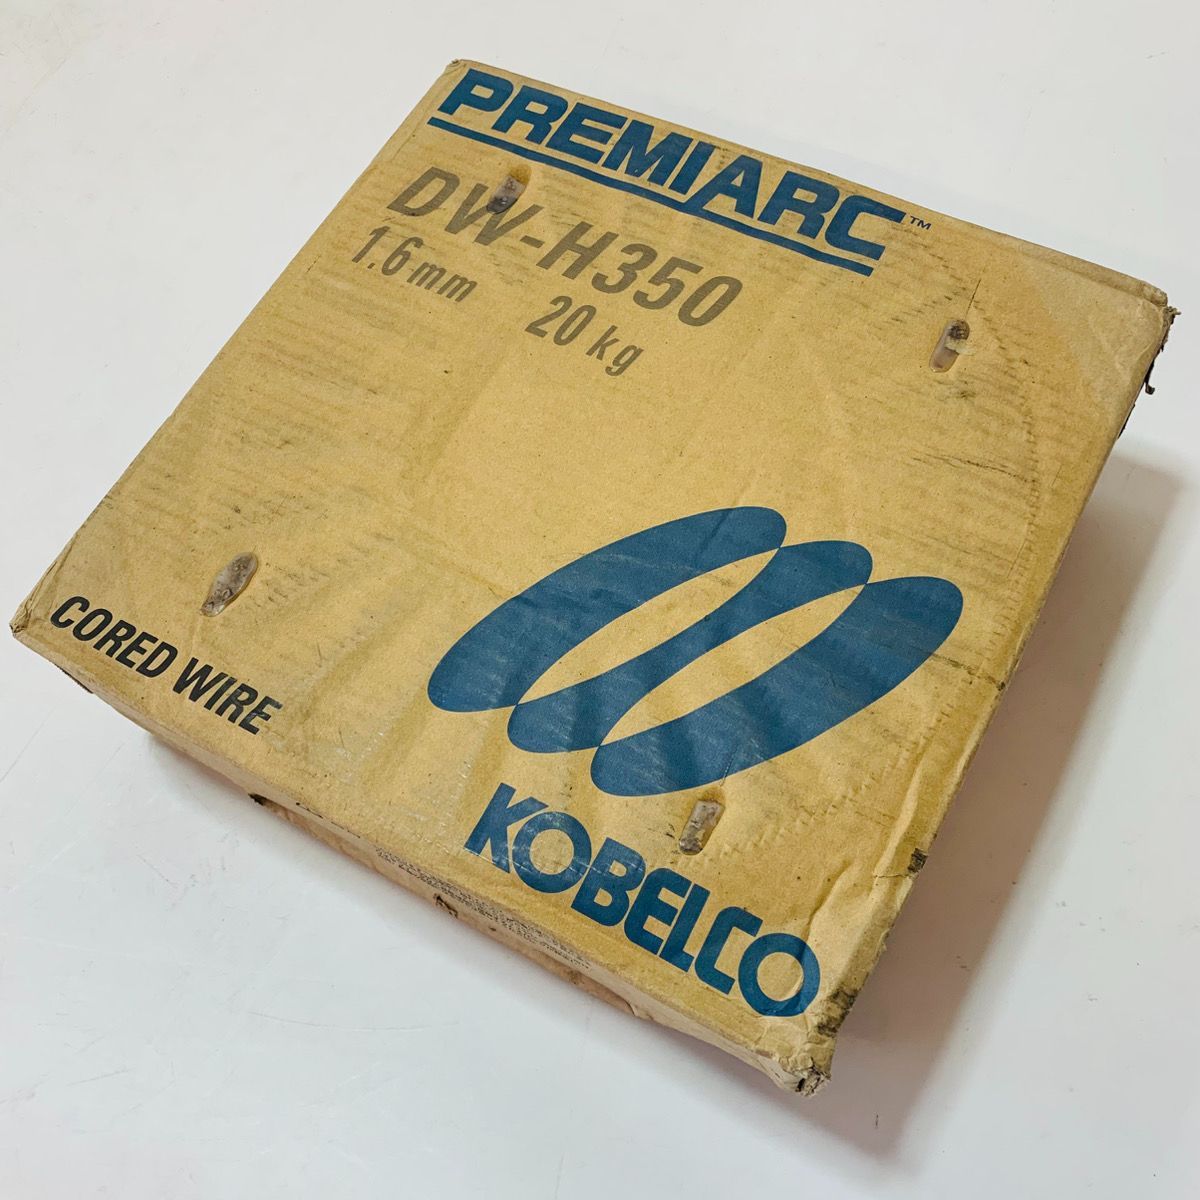 PREMIARC™
DW-H350
1.6mm 20kg
CORED WIRE
KOBELCO